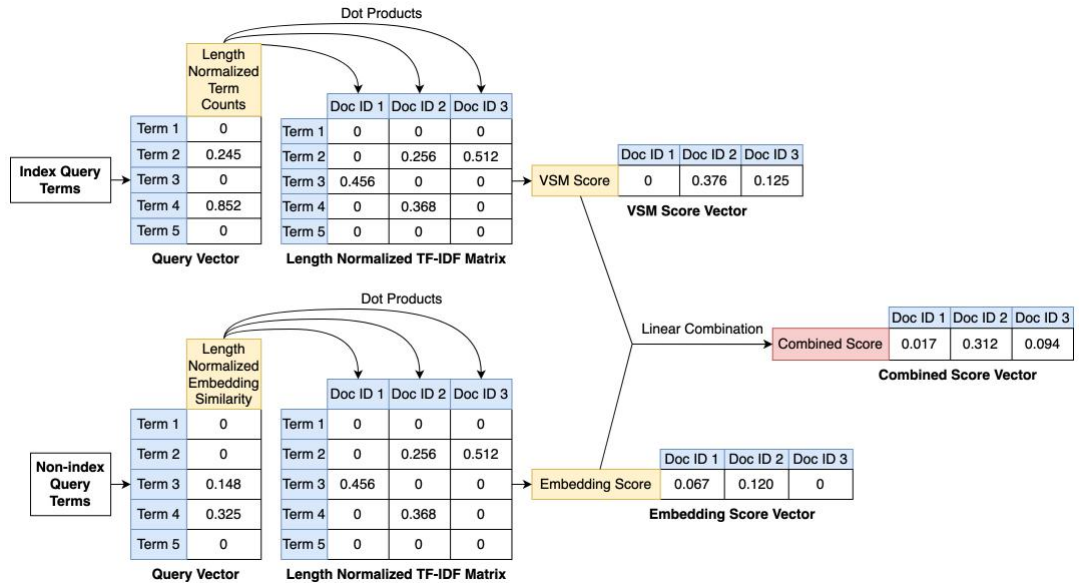 Dot Products
Length
Normalized
Term
Counts
Doc ID 1 Doc ID 2 Doc ID 3
Term 1 0 0 0 0
Term 2 0.245 0 0.256 0.512
Term 3 0 0.456 0 0
Term 4 0.852 0 0.368 0
Term 5 0 0 0 0
Term 1
Term 2
Term 3
Term 4
Term 5
Index Query
Terms
Query Vector
Length Normalized TF-IDF Matrix
VSM Score
Doc ID 1 Doc ID 2 Doc ID 3
0 0.376 0.125
VSM Score Vector
Linear Combination
Combined Score
Doc ID 1 Doc ID 2 Doc ID 3
0.017 0.312 0.094
Combined Score Vector
Dot Products
Length
Normalized
Embedding
Similarity
Doc ID 1 Doc ID 2 Doc ID 3
Term 1 0 Term 1 0 0 0
Term 2 0 Term 2 0 0.256 0.512
Term 3 0.148 Term 3 0.456 0 0
Term 4 0.325 Term 4 0 0.368 0
Term 5 0 Term 5 0 0 0
Non-index
Query
Terms
Query Vector
Length Normalized TF-IDF Matrix
Embedding Score
Doc ID 1 Doc ID 2 Doc ID 3
0.067 0.120 0
Embedding Score Vector